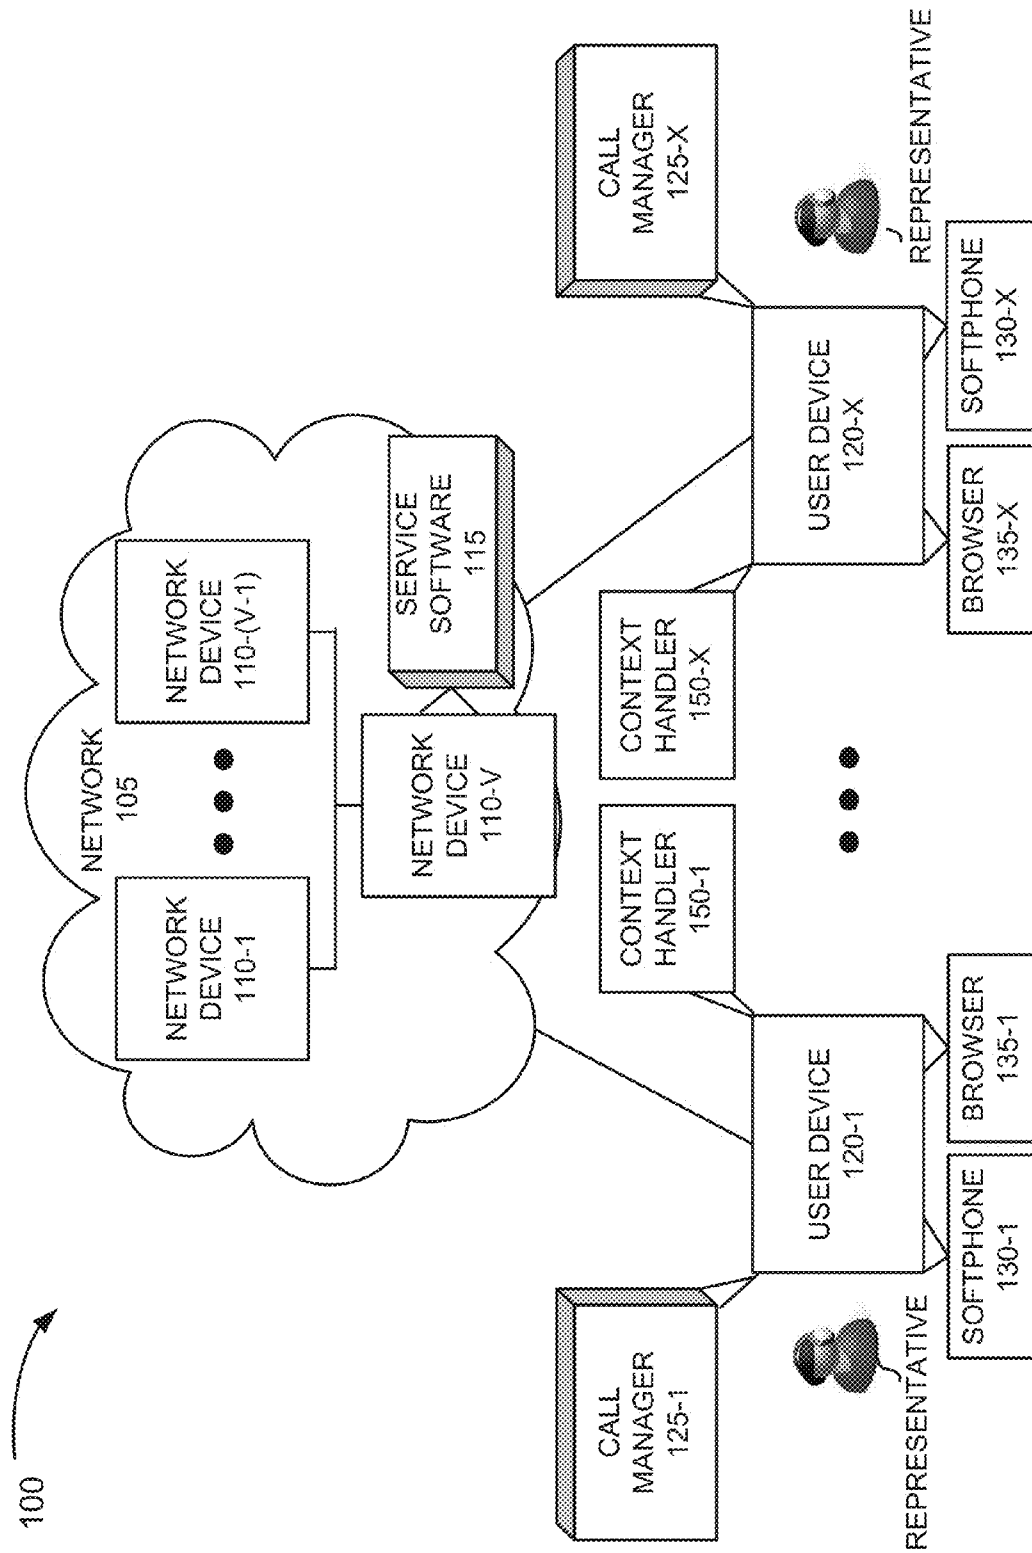 100
NETWORK
105
NETWORK
DEVICE
110-1
NETWORK
DEVICE
110-(V-1)
NETWORK
DEVICE
110-V
SERVICE
SOFTWARE
115
CALL
MANAGER
125-1
CONTEXT
HANDLER
150-1
CONTEXT
HANDLER
150-X
CALL
MANAGER
125-X
USER DEVICE
120-1
USER DEVICE
120-X
REPRESENTATIVE
REPRESENTATIVE
SOFTPHONE
130-1
BROWSER
135-1
BROWSER
135-X
SOFTPHONE
130-X